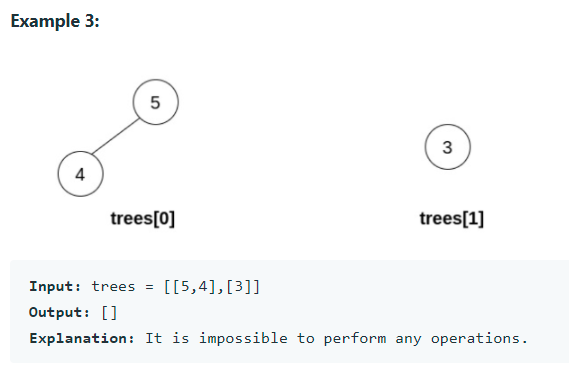 Example 3:
5
4
3
trees[0]
trees[1]
Input: trees = [[5,4],[3]]
Output: []
Explanation: It is impossible to perform any operations.